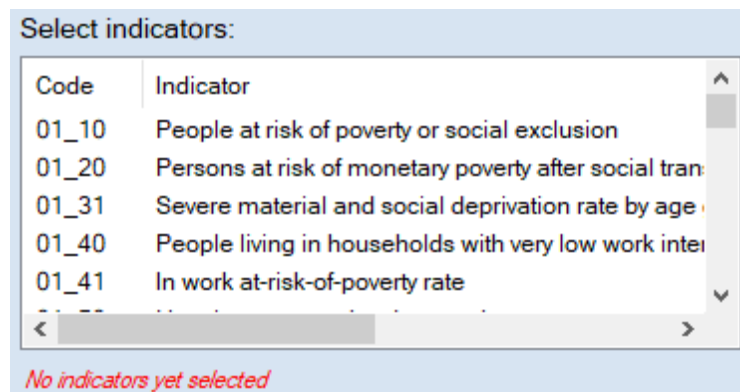 Select indicators:
Code Indicator
01_10 People at risk of poverty or social exclusion
01_20 Persons at risk of monetary poverty after social
01_31 Severe material and social deprivation rate by age
01_40 People living in households with very low work
01_41 In work at-risk-of-poverty rate
No indicators yet selected